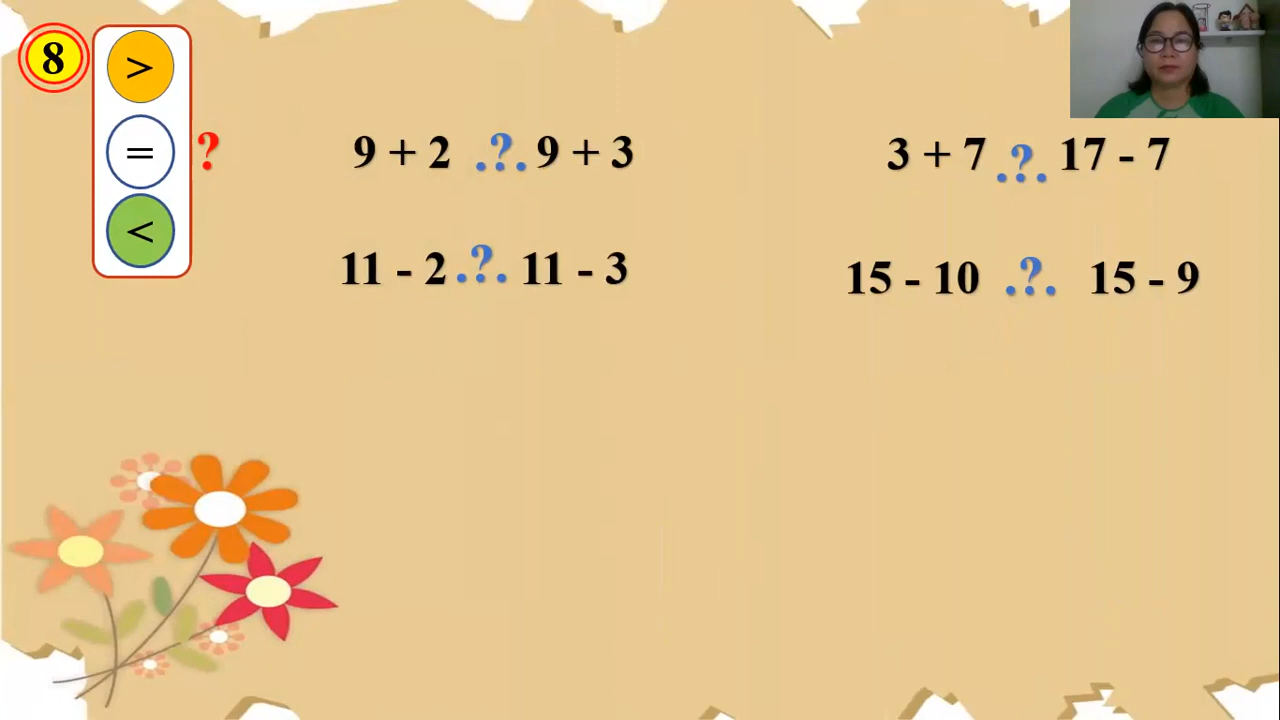 8
>
=
<
?
9 + 2 .?. 9 + 3
3 + 7 .?. 17 - 7
11 - 2 .?. 11 - 3
15 - 10 .?. 15 - 9